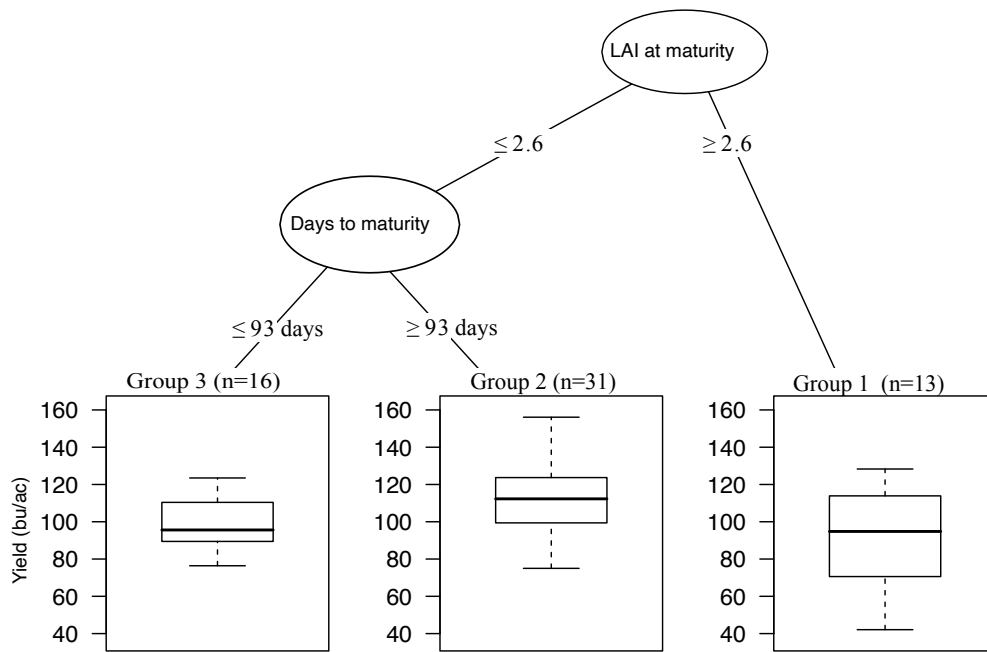 LAI at maturity
≤ 2.6
≥ 2.6
Days to maturity
≤ 93 days
≥ 93 days
Group 3 (n=16)
Group 2 (n=31)
Group 1 (n=13)
Yield (bu/ac)
160
140
120
100
80
60
40
160
140
120
100
80
60
40
160
140
120
100
80
60
40